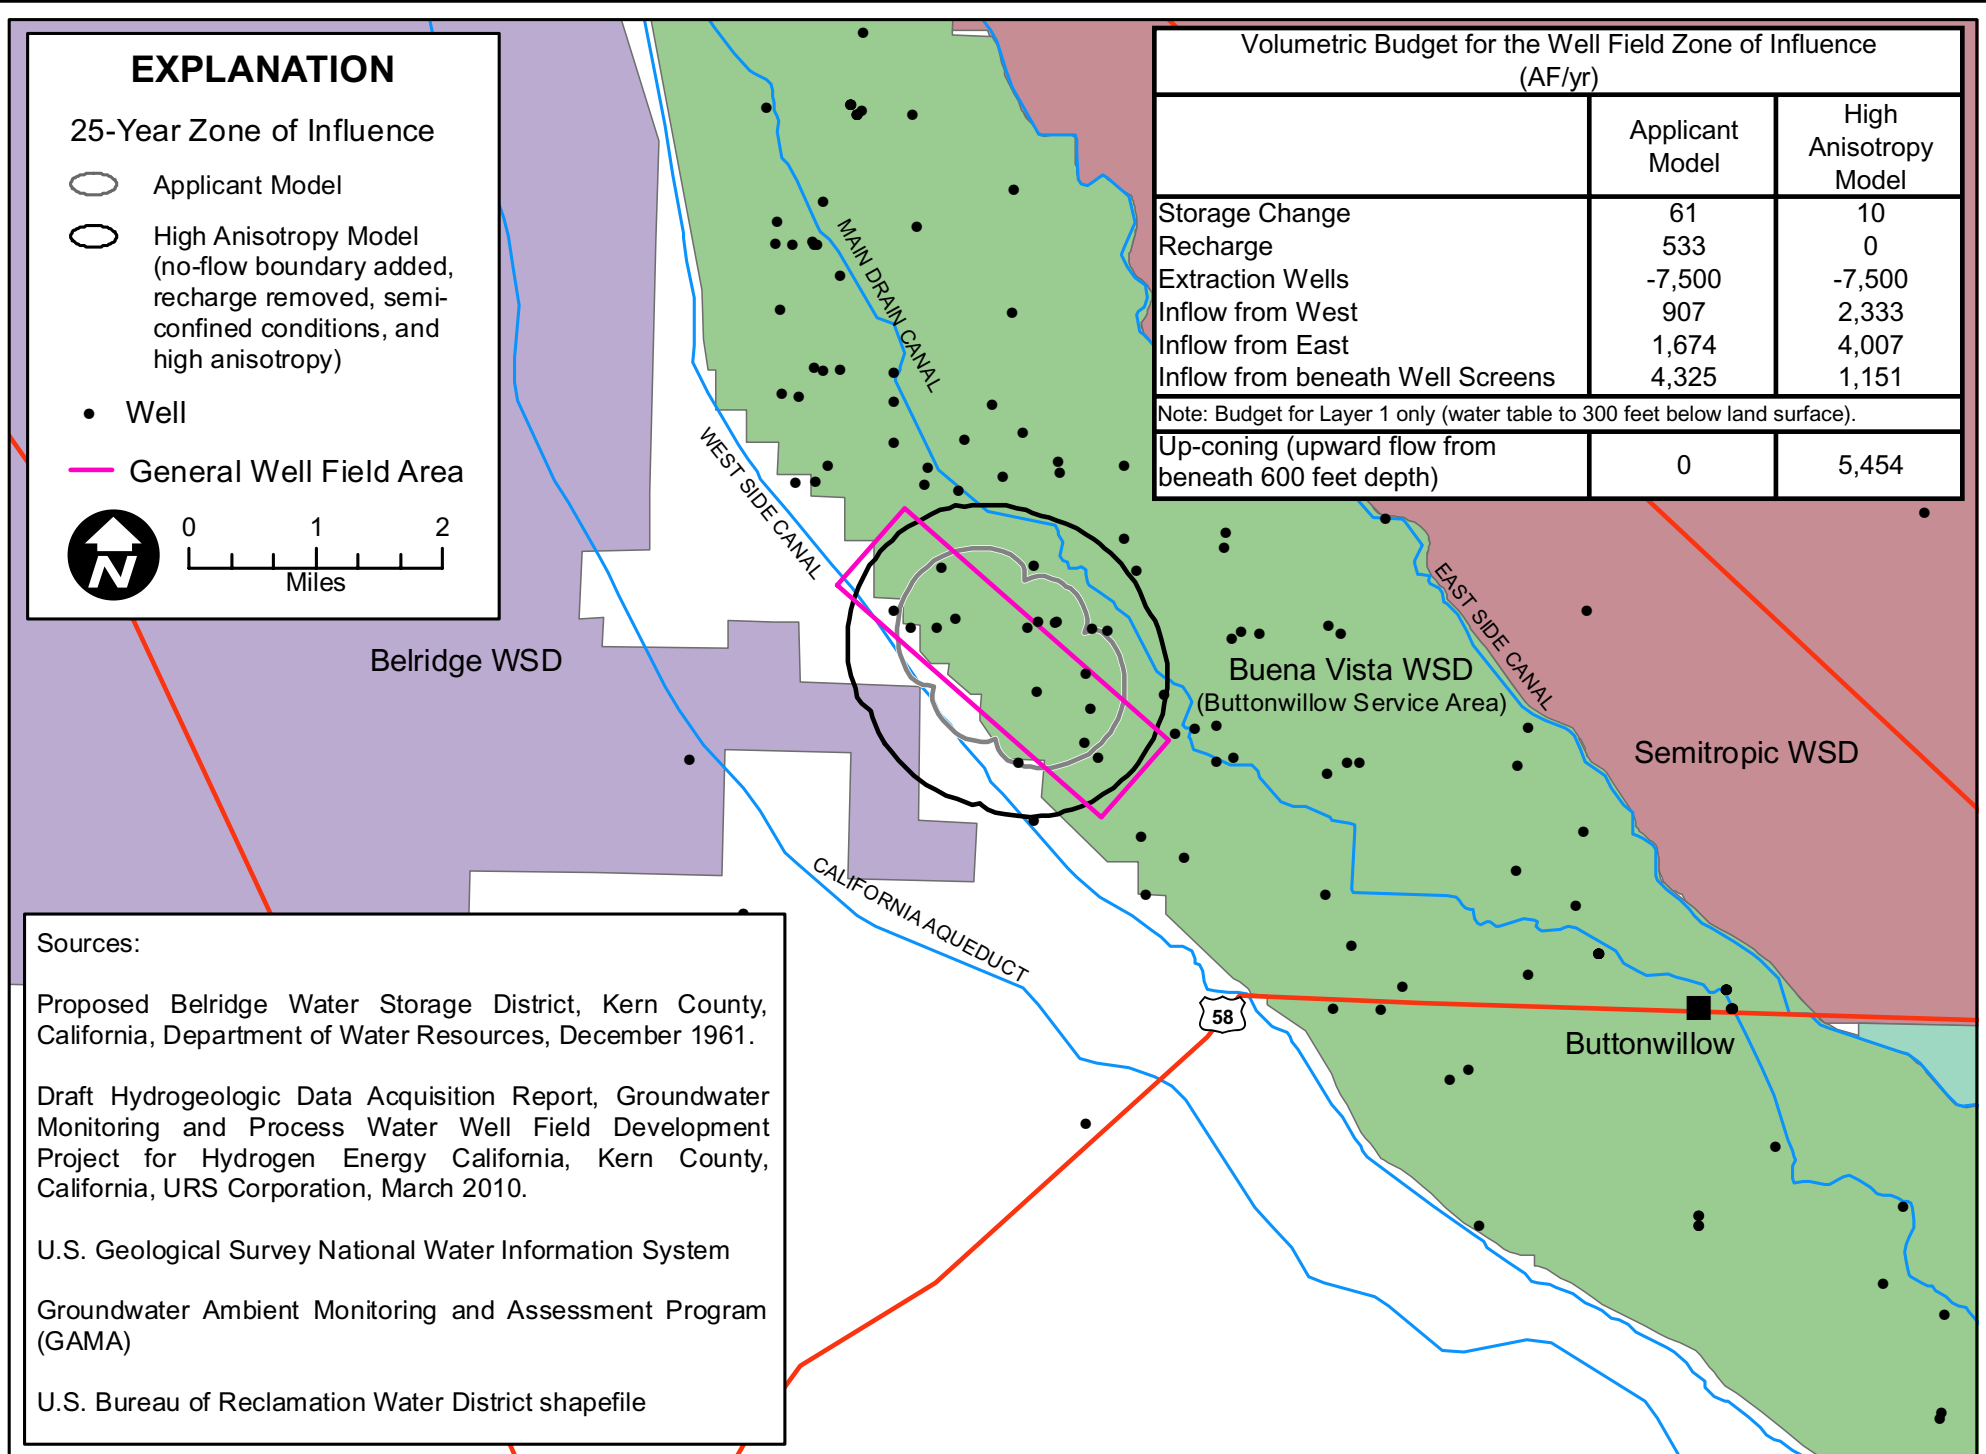 EXPLANATION
25-Year Zone of Influence
Applicant Model
High Anisotropy Model
(no-flow boundary added,
recharge removed, semi-
confined conditions, and
high anisotropy)
Well
General Well Field Area
N
0 1 2
Miles
Volumetric Budget for the Well Field Zone of Influence
(AF/yr)
Applicant
Model
High
Anisotropy
Model
Storage Change 61 10
Recharge 533 0
Extraction Wells -7,500 -7,500
Inflow from West 907 2,333
Inflow from East 1,674 4,007
Inflow from beneath Well Screens 4,325 1,151
Note: Budget for Layer 1 only (water table to 300 feet below land surface).
Up-coning (upward flow from
beneath 600 feet depth) 0 5,454
MAIN DRAIN CANAL
WEST SIDE CANAL
EAST SIDE CANAL
Belridge WSD
Buena Vista WSD
(Buttonwillow Service Area)
Semitropic WSD
CALIFORNIA AQUEDUCT
58
Buttonwillow
Sources:
Proposed Belridge Water Storage District, Kern County,
California, Department of Water Resources, December 1961.
Draft Hydrogeologic Data Acquisition Report, Groundwater
Monitoring and Process Water Well Field Development
Project for Hydrogen Energy California, Kern County,
California, URS Corporation, March 2010.
U.S. Geological Survey National Water Information System
Groundwater Ambient Monitoring and Assessment Program
(GAMA)
U.S. Bureau of Reclamation Water District shapefile